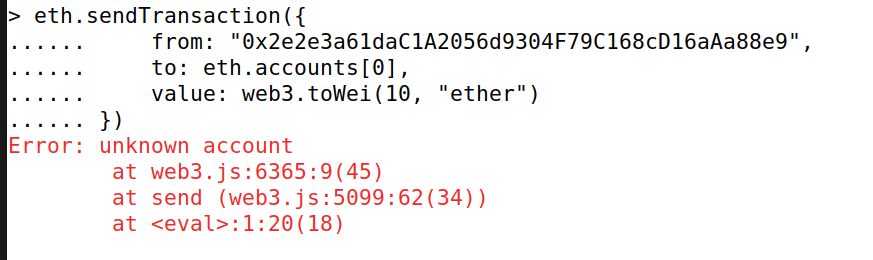 > eth.sendTransaction({
...... from: "0x2e2e3a61daC1A2056d9304F79C168cD16aAa88e9",
...... to: eth.accounts[0],
...... value: web3.toWei(10, "ether")
...... })
Error: unknown account
at web3.js:6365:9(45)
at send (web3.js:5099:62(34))
at <eval>:1:20(18)